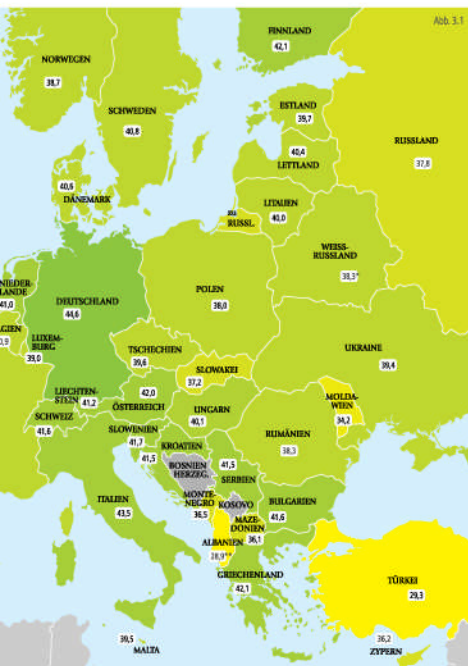 Abb. 3.1
FINNLAND
42,1
NORWEGEN
38,7
SCHWEDEN
40,8
ESTLAND
39,7
RUSSLAND
37,8
40,4
LETTLAND
40,6
DÄNEMARK
LITAUEN
40,0
zu
RUSSL.
WEISS-
RUSSLAND
38,3*
NIEDER-
LANDE
41,0
DEUTSCHLAND
44,6
POLEN
38,0
GIEN
0,9
LUXEM-
BURG
39,0
TSCHECHIEN
39,6
UKRAINE
39,4
SLOWAKEI
37,2
LIECHTEN-
STEIN
41,2
42,0
ÖSTERREICH
MOLDA-
WIEN
34,2
SCHWEIZ
41,6
UNGARN
40,1
SLOWENIEN
41,7
RUMÄNIEN
38,3
KROATIEN
41,5
BOSNIEN
HERZEG.
41,5
SERBIEN
ITALIEN
43,5
MONTE-
NEGRO
36,5
KOSOVO
BULGARIEN
41,6
MAZE-
DONIEN
36,1
ALBANIEN
28,9**
GRIECHENLAND
42,1
TÜRKEI
29,3
39,5
MALTA
36,2
ZYPERN